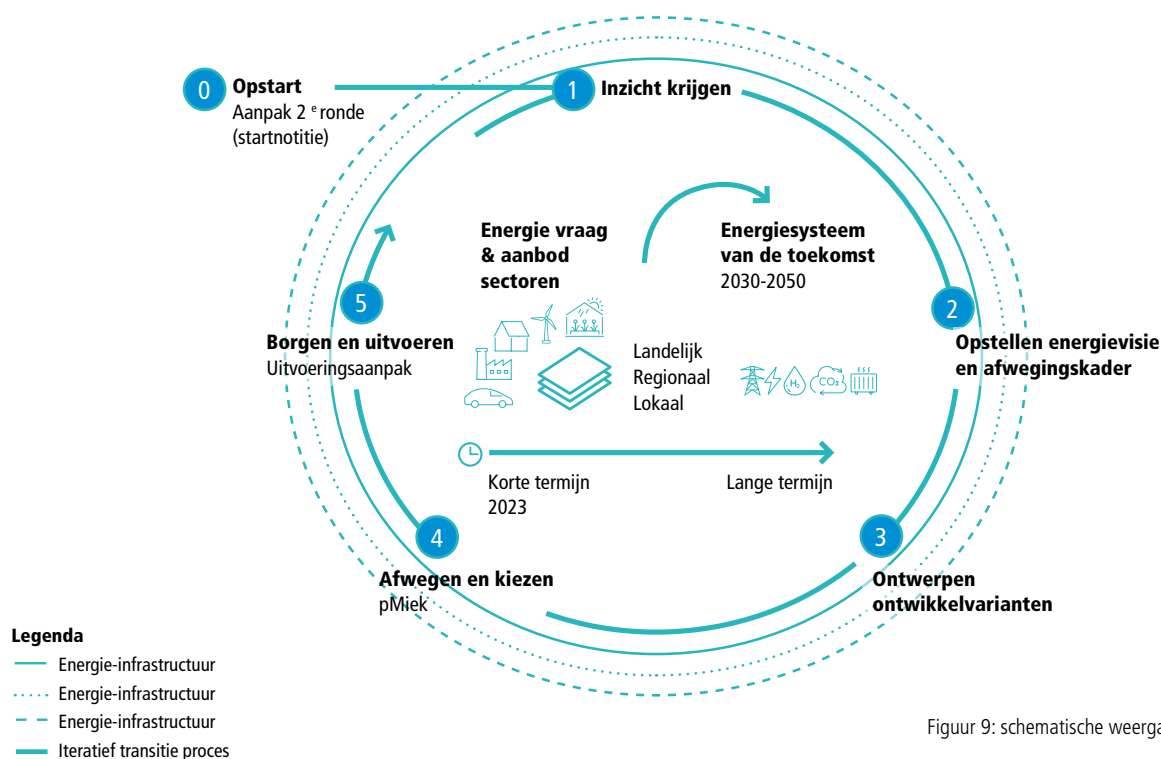 0
Opstart
Aanpak 2 e ronde
(startnotitie)
1
Inzicht krijgen
Energie vraag
& aanbod
sectoren
Energiesysteem
van de toekomst
2030-2050
2
Opstellen energievisie
en afwegingskader
5
Borgen en uitvoeren
Uitvoeringsaanpak
Landelijk
Regionaal
Lokaal
H2
CO2
Korte termijn
2023
Lange termijn
4
Afwegen en kiezen
pMiek
3
Ontwerpen
ontwikkelvarianten
Legenda
Energie-infrastructuur
Energie-infrastructuur
Energie-infrastructuur
Iteratief transitie proces
Figuur 9: schematische weerga